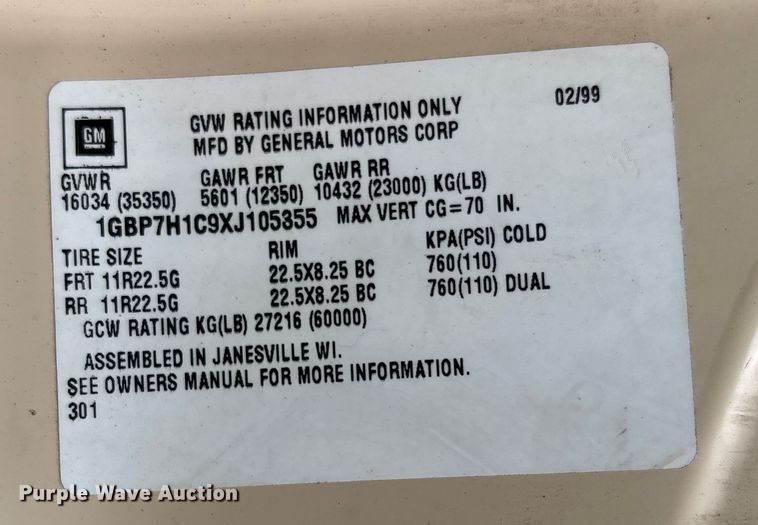 GM
GVW RATING INFORMATION ONLY 02/99
MFD BY GENERAL MOTORS CORP
GVWR GAWR FRT GAWR RR
16034 (35350) 5601 (12350) 10432 (23000) KG(LB)
1GBP7H1C9XJ105355 MAX VERT CG=70 IN.
TIRE SIZE RIM KPA(PSI) COLD
FRT 11R22.5G 22.5X8.25 BC 760(110)
RR 11R22.5G 22.5X8.25 BC 760(110) DUAL
GCW RATING KG(LB) 27216 (60000)
ASSEMBLED IN JANESVILLE WI.
SEE OWNERS MANUAL FOR MORE INFORMATION.
301
Purple Wave Auction